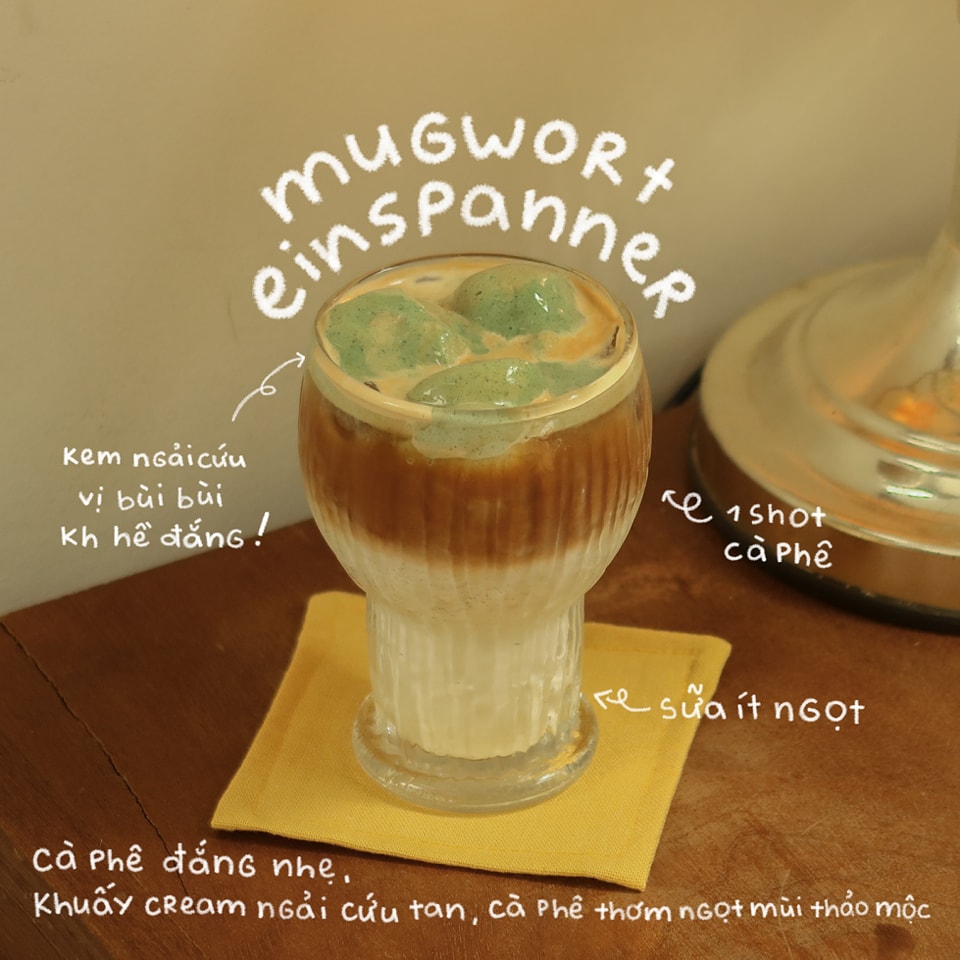 mugwort
einspanner
Kem ngải cứu
vị bùi bùi
kh hề đắng!
1 shot
cà phê
sữa ít ngọt
Cà phê đắng nhẹ,
Khuấy cream ngải cứu tan, cà phê thơm ngọt mùi thảo mộc